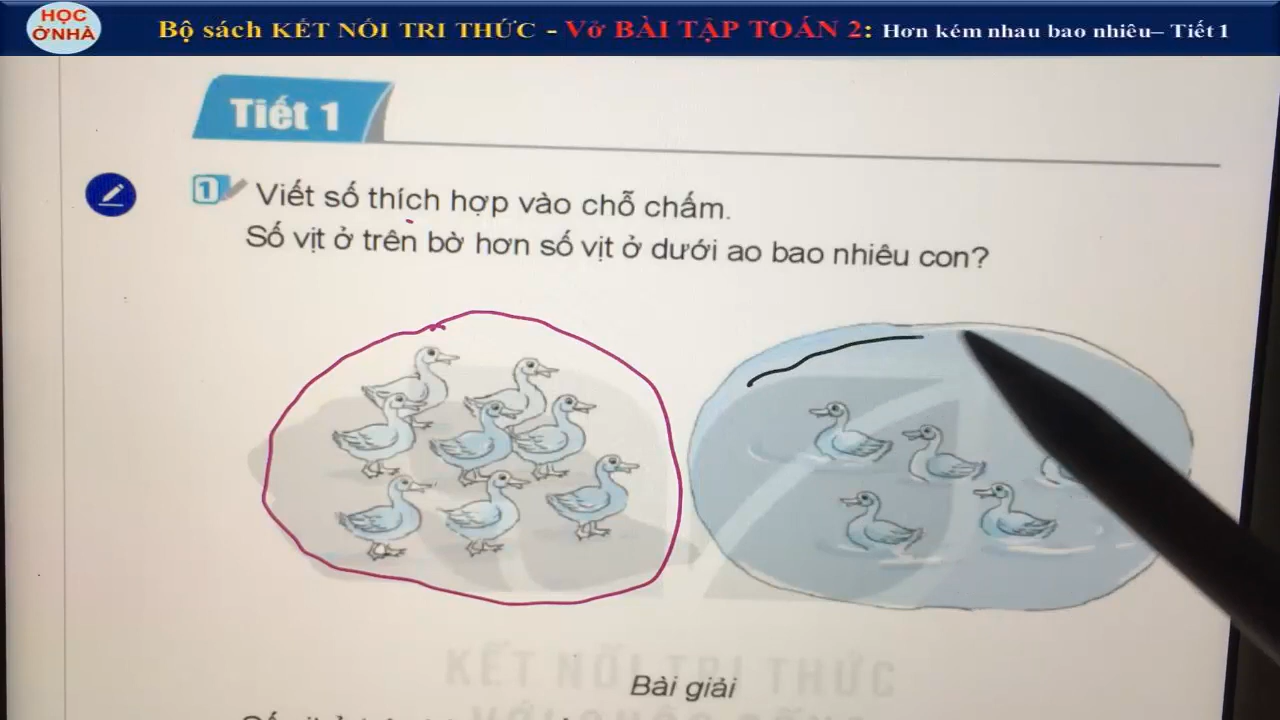 HỌC
Ở NHÀ
Bộ sách KẾT NỐI TRI THỨC - Vở BÀI TẬP TOÁN 2: Hơn kém nhau bao nhiêu– Tiết 1
Tiết 1
1 Viết số thích hợp vào chỗ chấm.
Số vịt ở trên bờ hơn số vịt ở dưới ao bao nhiêu con?
KẾT NỐI TRI THỨC
Bài giải